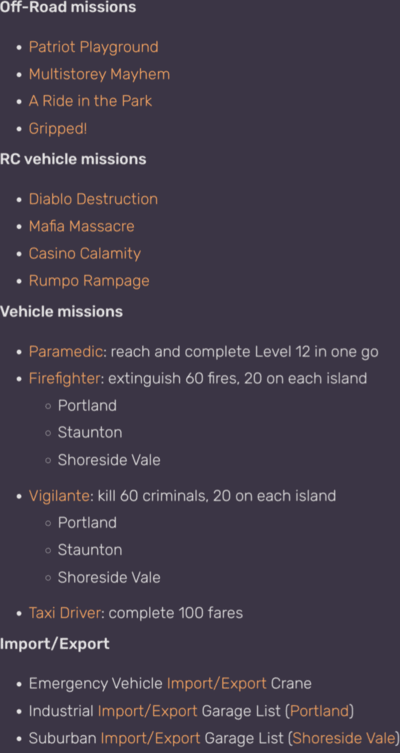 Off-Road missions
• Patriot Playground
• Multistorey Mayhem
• A Ride in the Park
• Gripped!
RC vehicle missions
• Diablo Destruction
• Mafia Massacre
• Casino Calamity
• Rumpo Rampage
Vehicle missions
• Paramedic: reach and complete Level 12 in one go
• Firefighter: extinguish 60 fires, 20 on each island
◦ Portland
◦ Staunton
◦ Shoreside Vale
• Vigilante: kill 60 criminals, 20 on each island
◦ Portland
◦ Staunton
◦ Shoreside Vale
• Taxi Driver: complete 100 fares
Import/Export
• Emergency Vehicle Import/Export Crane
• Industrial Import/Export Garage List (Portland)
• Suburban Import/Export Garage List (Shoreside Vale)